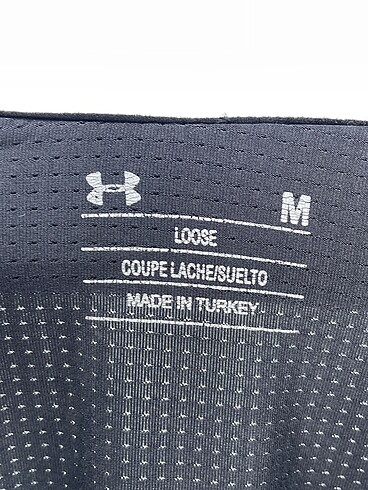 M
LOOSE
COUPE LACHE/SUELTO
MADE IN TURKEY